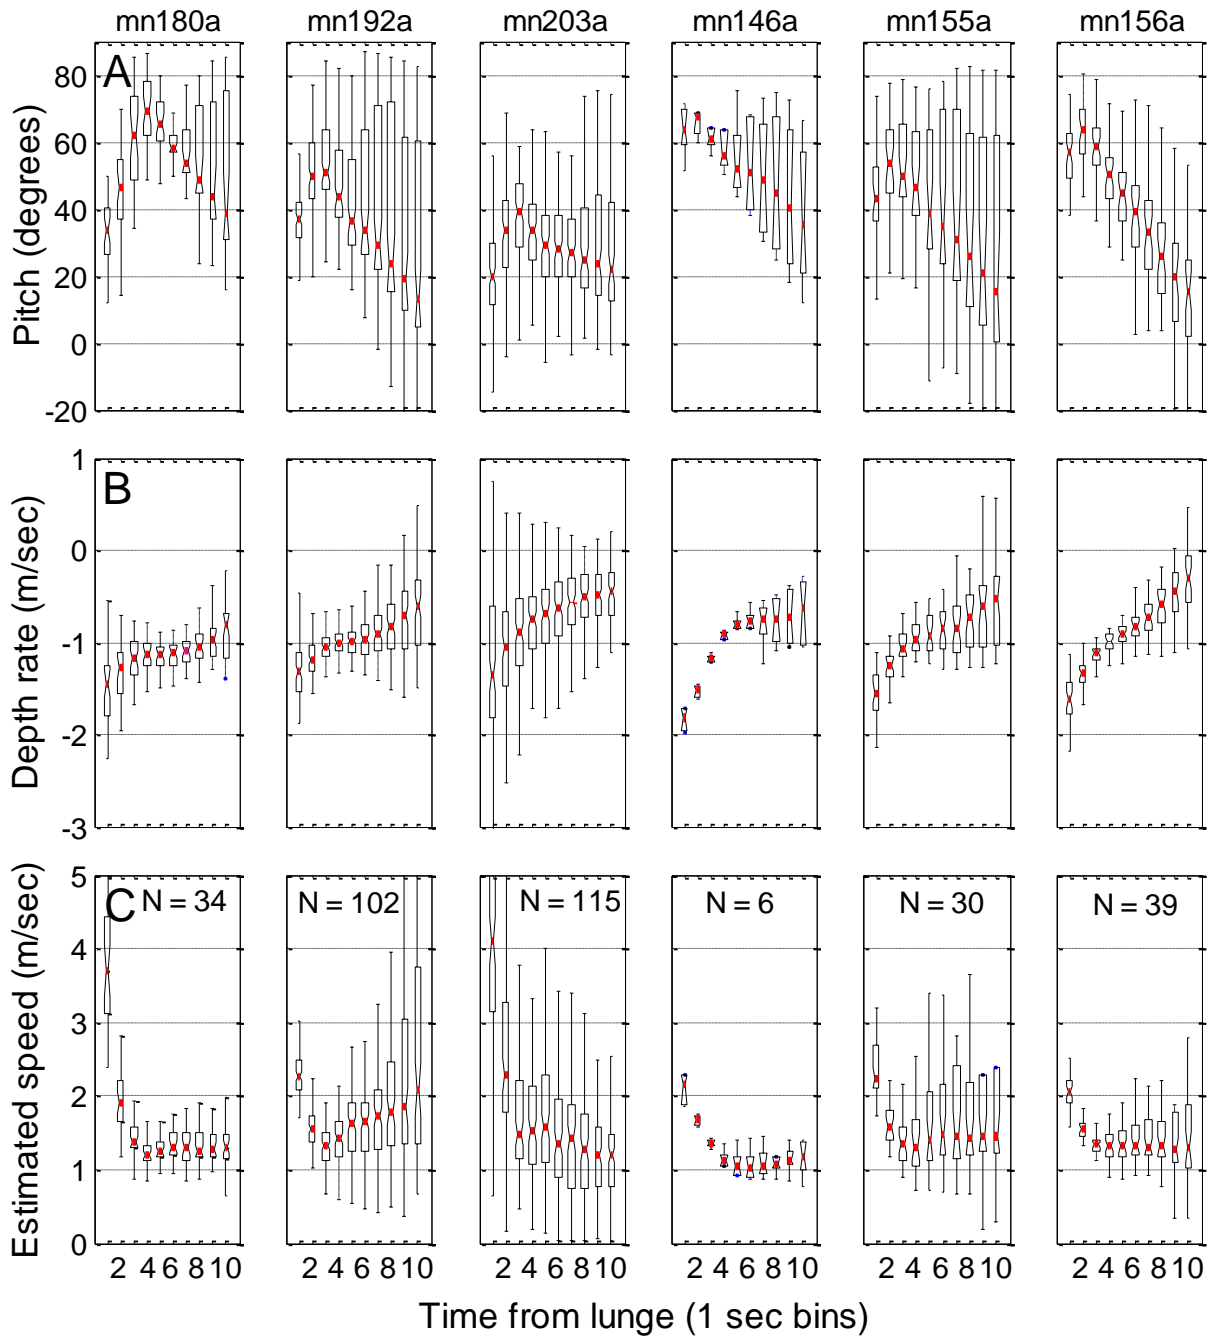 mn180a mn192a mn203a mn146a mn155a mn156a
A
Pitch (degrees)
80
60
40
20
0
-20
B
Depth rate (m/sec)
1
0
-1
-2
-3
C N = 34 N = 102 N = 115 N = 6 N = 30 N = 39
Estimated speed (m/sec)
5
4
3
2
1
0
2 4 6 8 10 2 4 6 8 10 2 4 6 8 10 2 4 6 8 10 2 4 6 8 10 2 4 6 8 10
Time from lunge (1 sec bins)